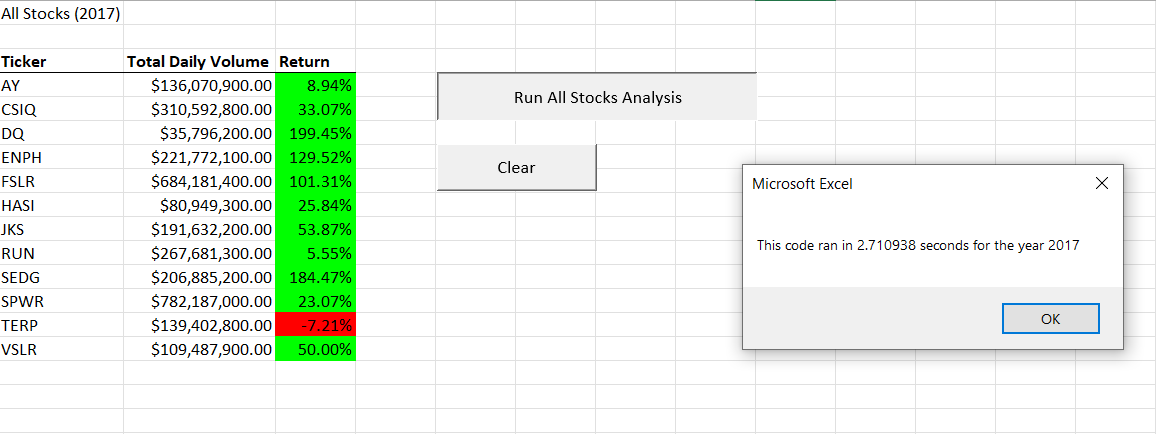 All Stocks (2017)
Ticker Total Daily Volume Return
AY $136,070,900.00 8.94%
CSIQ $310,592,800.00 33.07%
DQ $35,796,200.00 199.45%
ENPH $221,772,100.00 129.52%
FSLR $684,181,400.00 101.31%
HASI $80,949,300.00 25.84%
JKS $191,632,200.00 53.87%
RUN $267,681,300.00 5.55%
SEDG $206,885,200.00 184.47%
SPWR $782,187,000.00 23.07%
TERP $139,402,800.00 -7.21%
VSLR $109,487,900.00 50.00%
Run All Stocks Analysis
Clear
Microsoft Excel
This code ran in 2.710938 seconds for the year 2017
OK